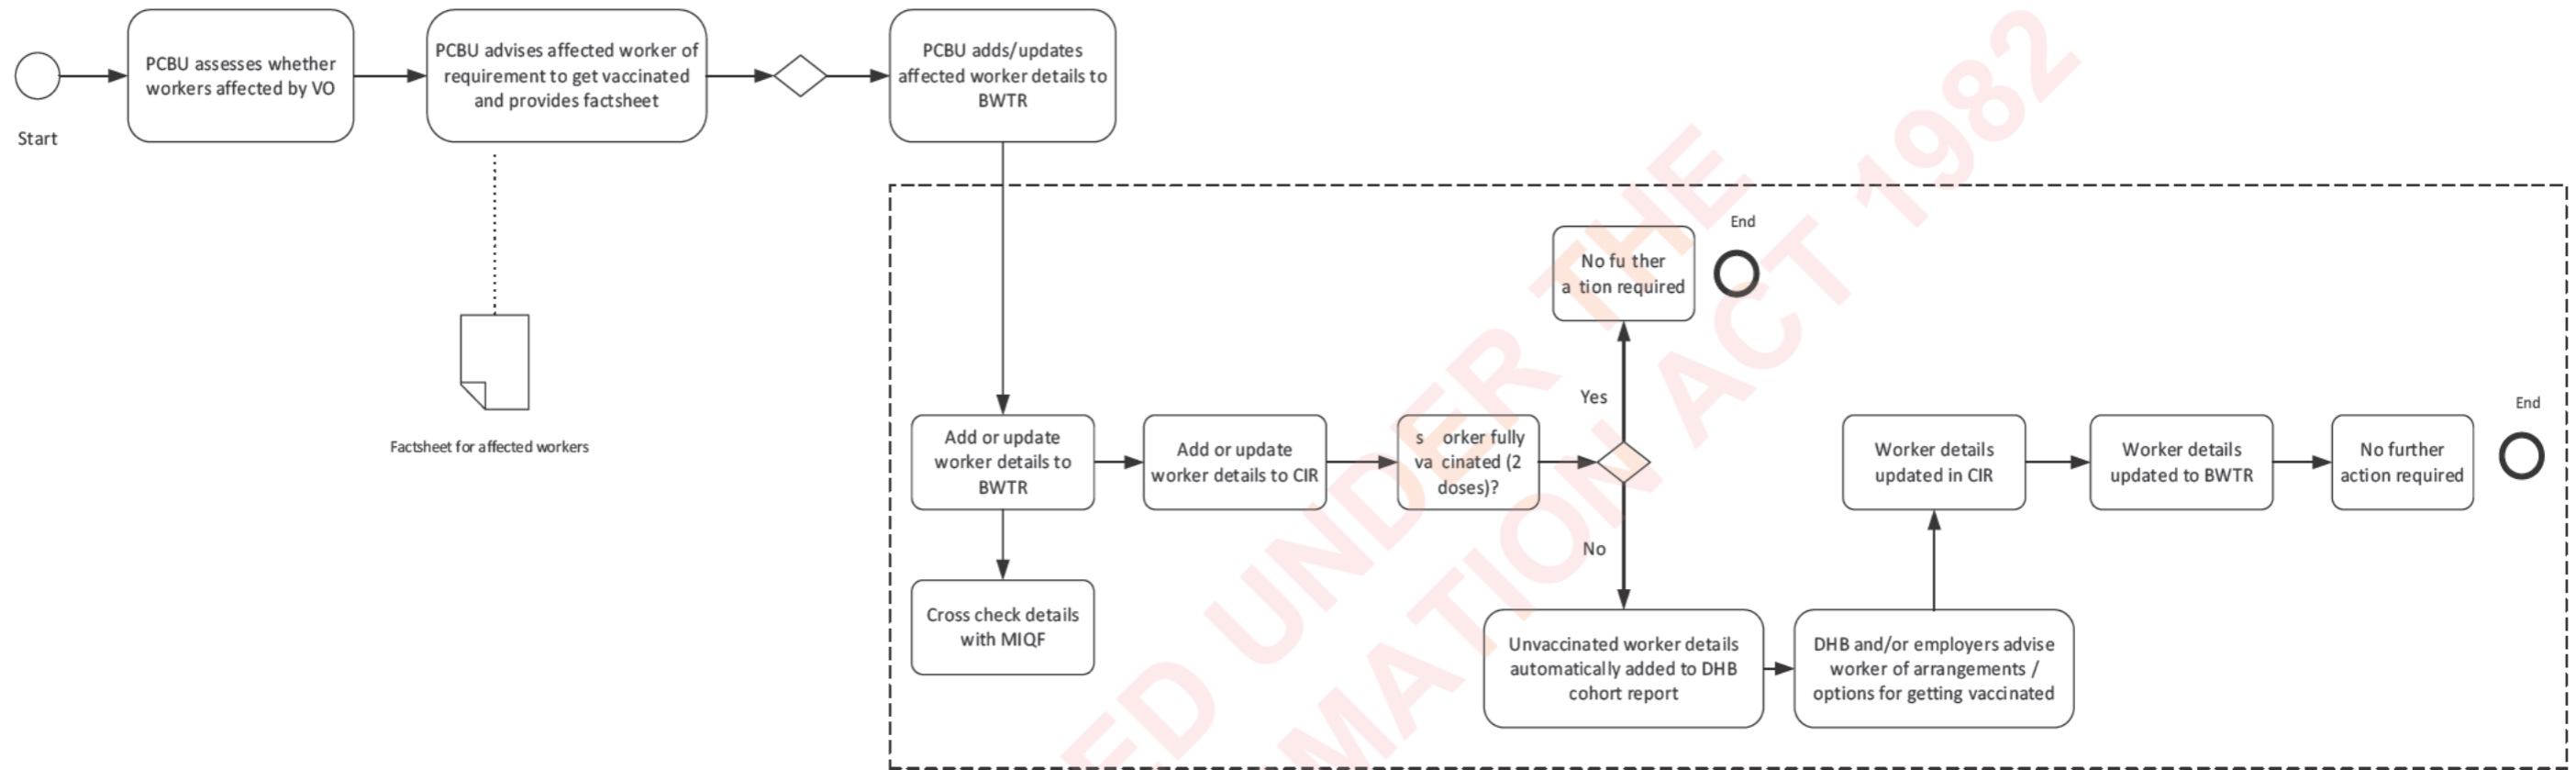 PCBU assesses whether
workers affected by VO
PCBU advises affected worker of
requirement to get vaccinated
and provides factsheet
PCBU adds/updates
affected worker details to
BWTR
Start
Factsheet for affected workers
End
No fu ther
a tion required
Yes
Add or update
worker details to
BWTR
Add or update
worker details to CIR
s orker fully
va cinated (2
doses)?
No
Worker details
updated in CIR
Worker details
updated to BWTR
No further
action required
End
Cross check details
with MIQF
Unvaccinated worker details
automatically added to DHB
cohort report
DHB and/or employers advise
worker of arrangements /
options for getting vaccinated
ED UNDER THE
MATION ACT 1982